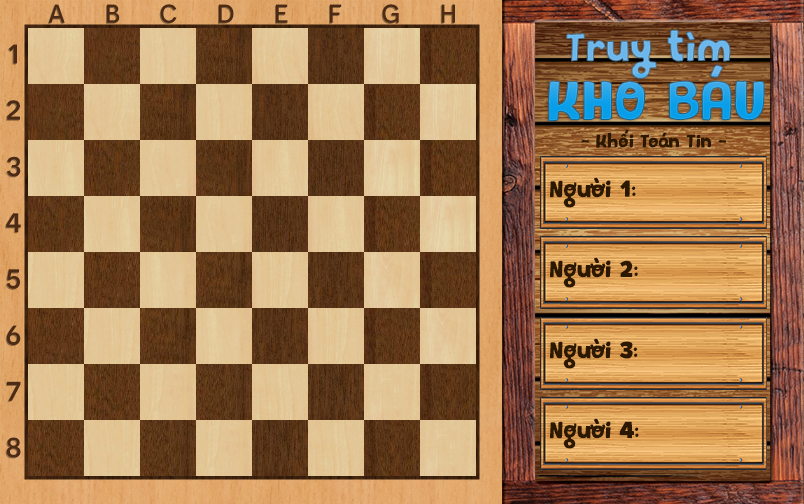 A B C D E F G H
1
2
3
4
5
6
7
8
Truy tìm
KHO BÁU
- Khối Toán Tin -
Người 1:
Người 2:
Người 3:
Người 4: